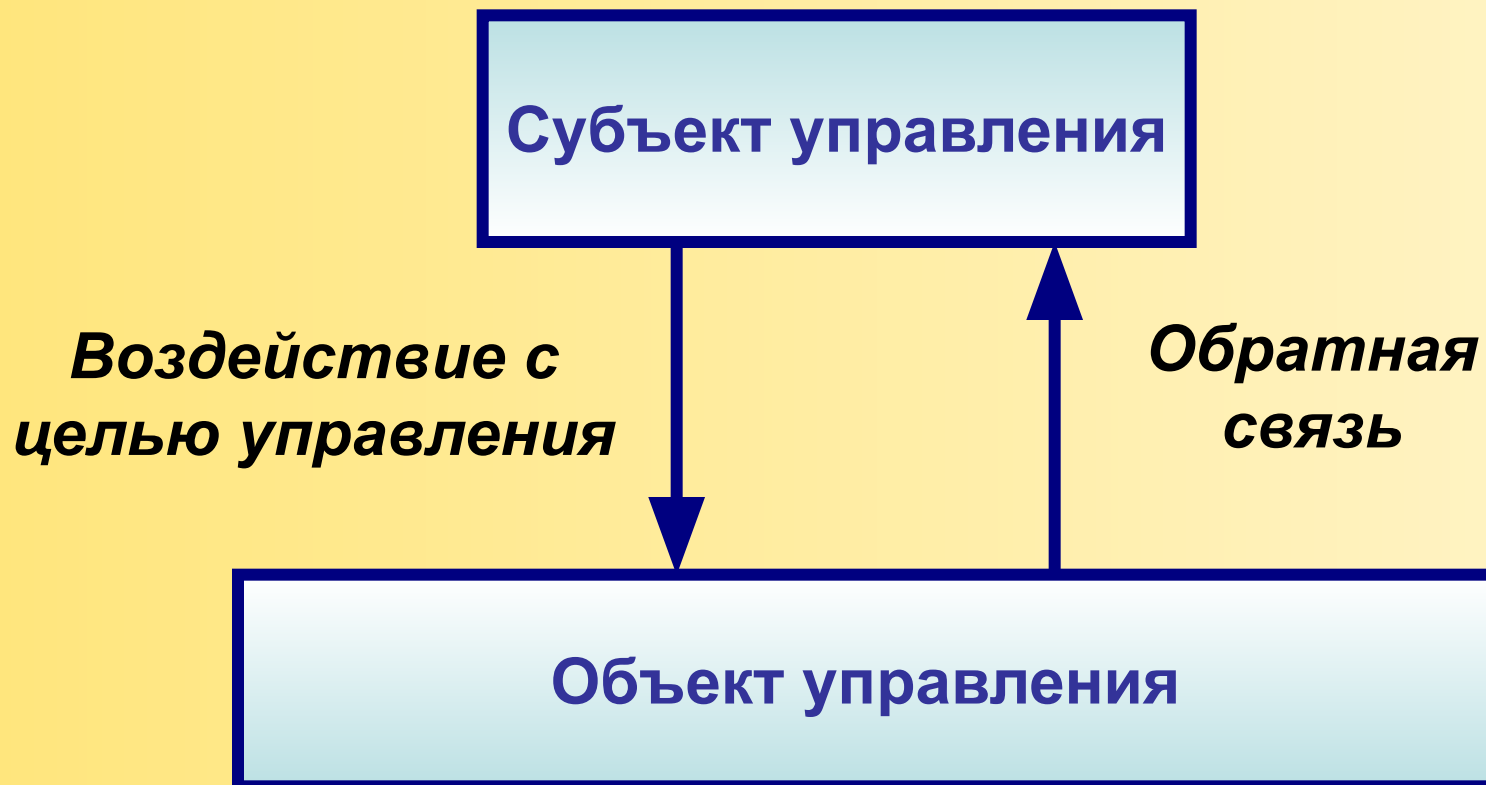 Субъект управления
Воздействие с
целью управления
Обратная
связь
Объект управления